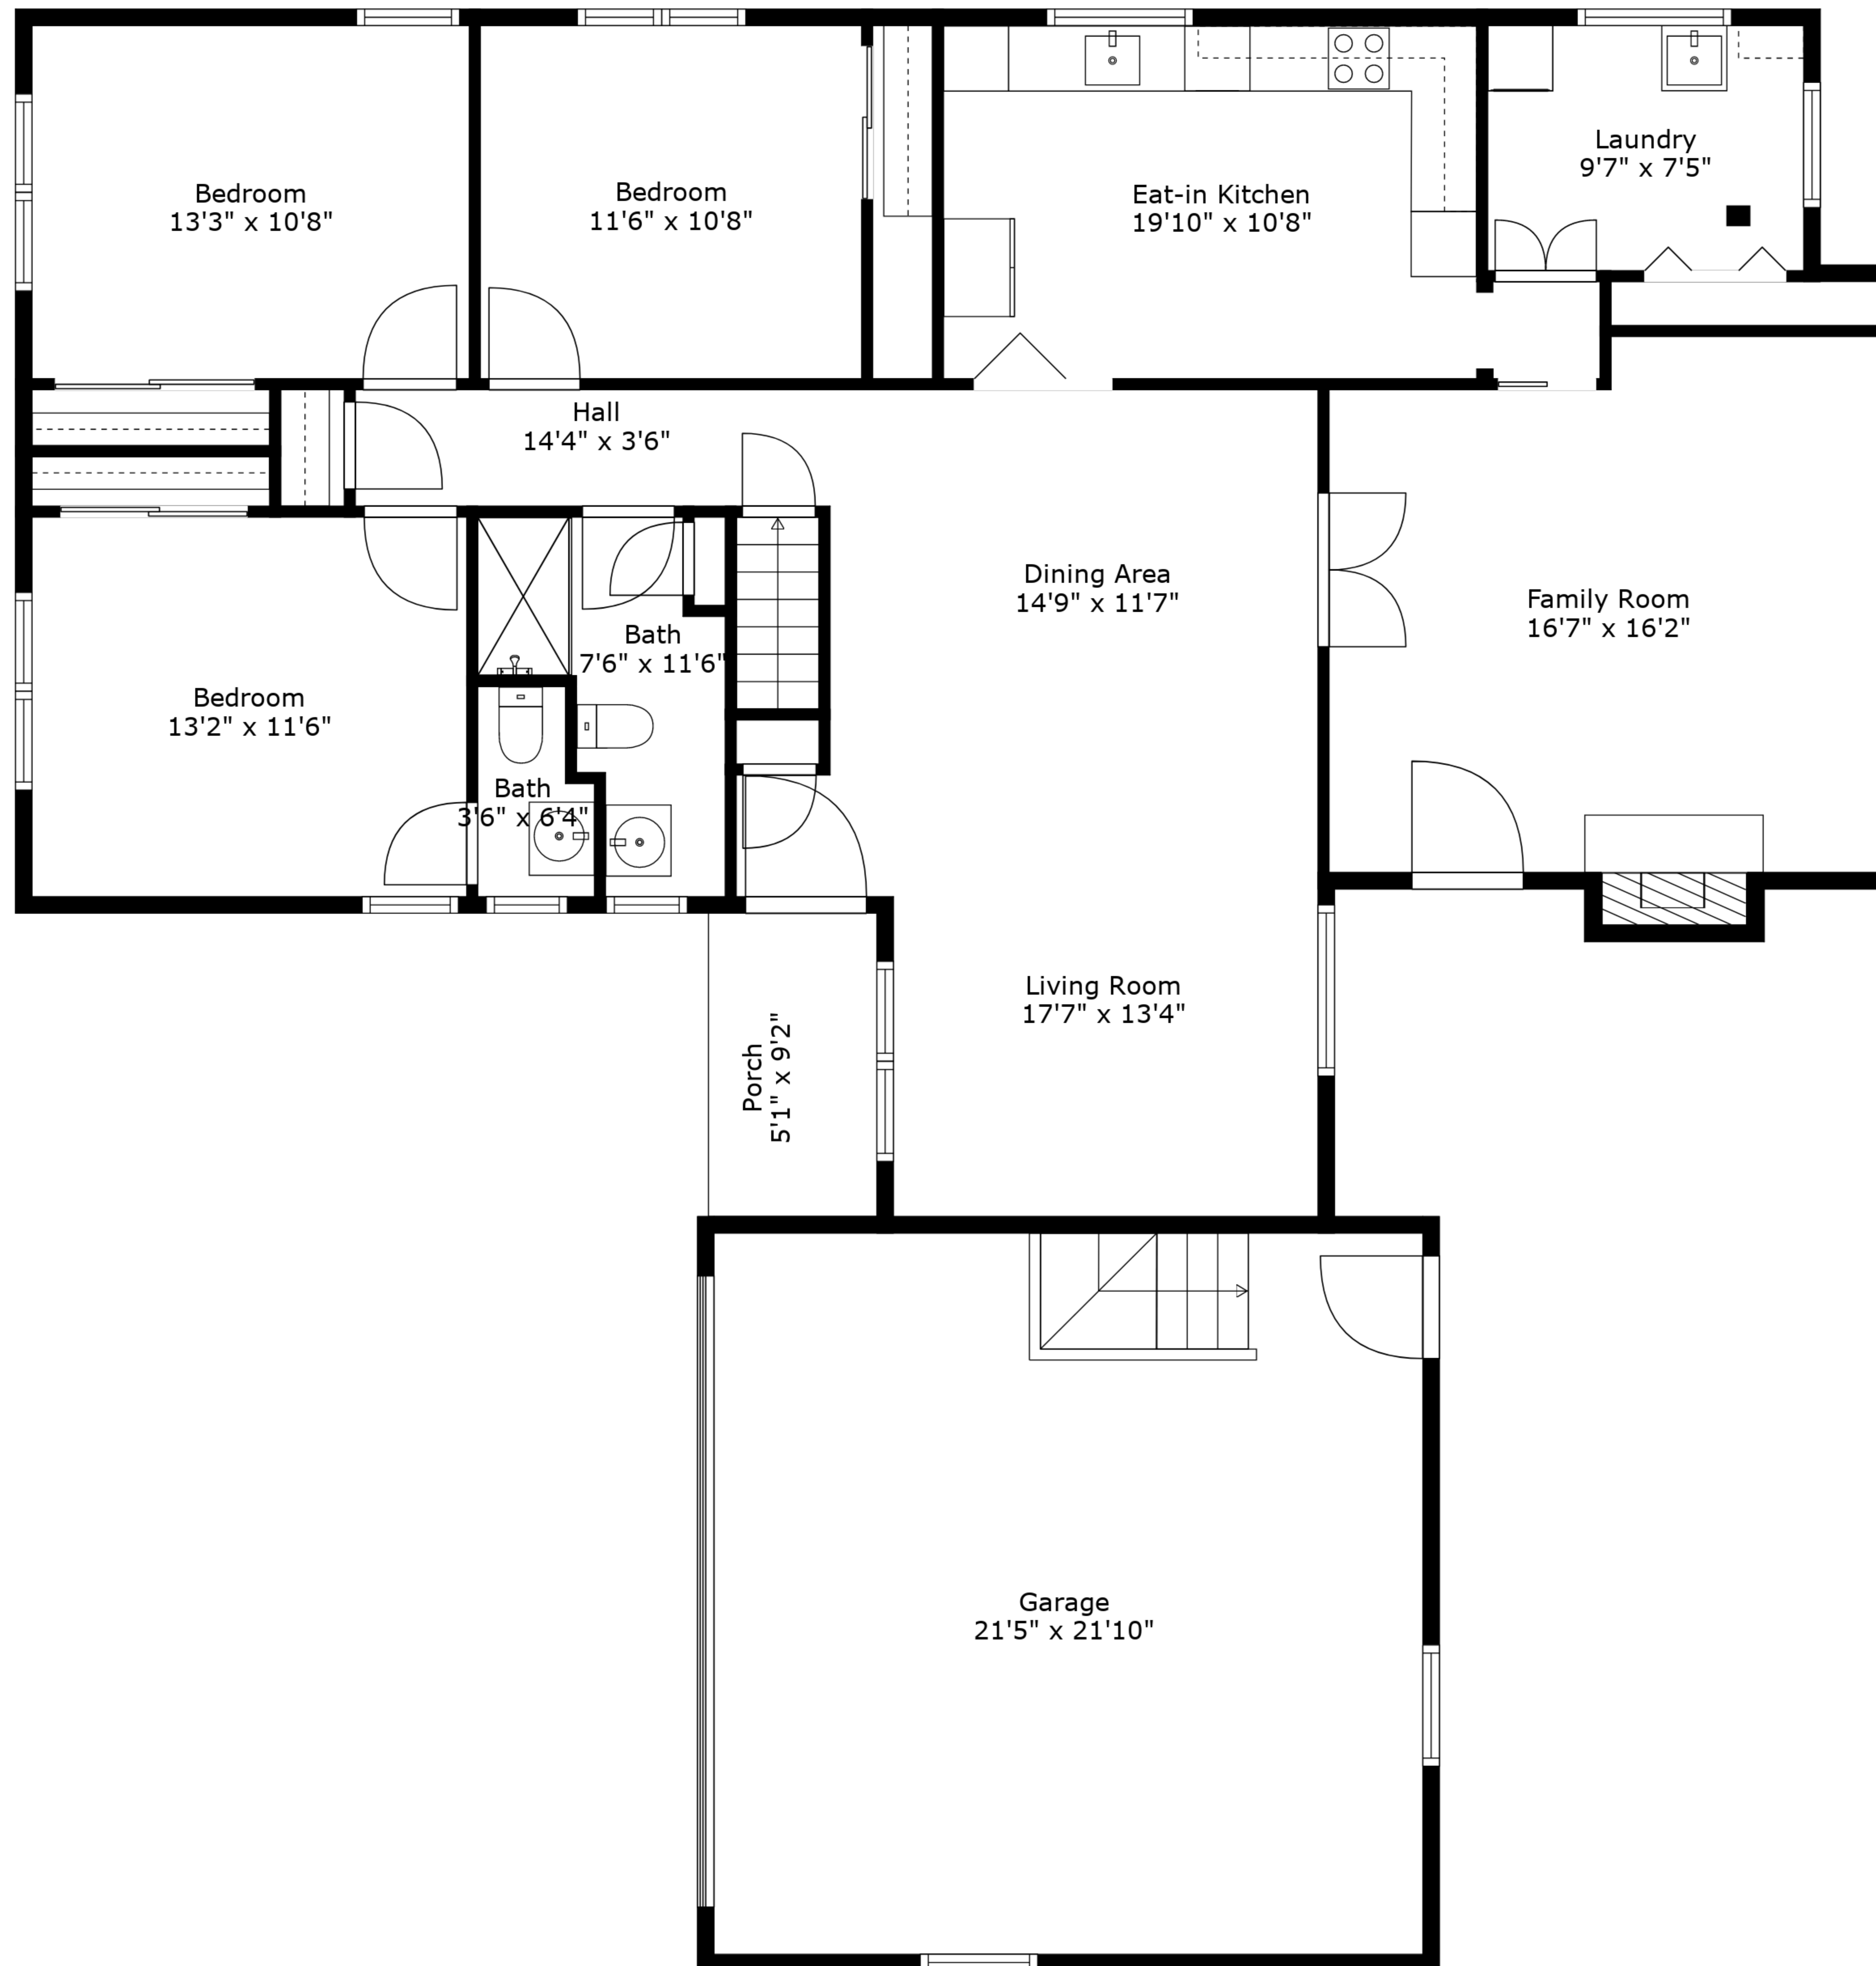 Bedroom
13'3" x 10'8"
Bedroom
11'6" x 10'8"
Eat-in Kitchen
19'10" x 10'8"
Laundry
9'7" x 7'5"
Hall
14'4" x 3'6"
Dining Area
14'9" x 11'7"
Family Room
16'7" x 16'2"
Bath
7'6" x 11'6"
Bedroom
13'2" x 11'6"
Bath
3'6" x 6'4"
Living Room
17'7" x 13'4"
Porch
5'1" x 9'2"
Garage
21'5" x 21'10"